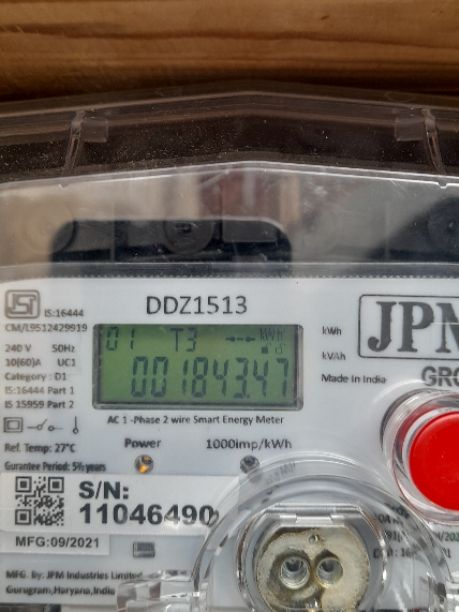 DDZ1513
IS:16444
CM/L9512429919
240 V 50Hz
10(60)A UC1
Category : D1
IS:16444 Part 1
IS 15959 Part 2
Ref. Temp: 27°C
Gurantee Period: 5½ years
01 T3 kWh
001843.47
AC 1 -Phase 2 wire Smart Energy Meter
Power 1000imp/kWh
kWh
kVAh
Made in India
JPM
S/N:
11046490
MFG:09/2021
MFG. By: JPM Industries Limited
Gurugram,Haryana,India